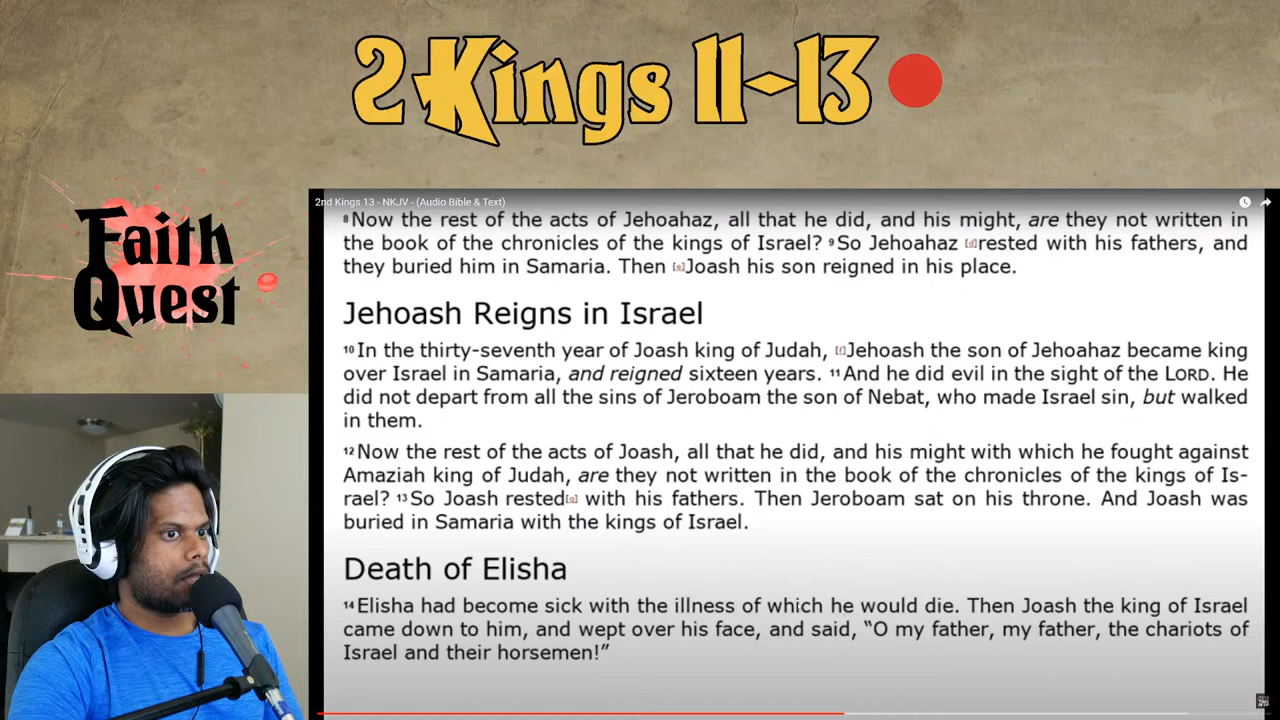 2 Kings 11-13
Faith
Quest
2nd Kings 13 - NKJV - (Audio Bible & Text)
8 Now the rest of the acts of Jehoahaz, all that he did, and his might, are they not written in
the book of the chronicles of the kings of Israel? 9 So Jehoahaz [d]rested with his fathers, and
they buried him in Samaria. Then [e]Joash his son reigned in his place.
Jehoash Reigns in Israel
10 In the thirty-seventh year of Joash king of Judah, [f]Jehoash the son of Jehoahaz became king
over Israel in Samaria, and reigned sixteen years. 11 And he did evil in the sight of the LORD. He
did not depart from all the sins of Jeroboam the son of Nebat, who made Israel sin, but walked
in them.
12 Now the rest of the acts of Joash, all that he did, and his might with which he fought against
Amaziah king of Judah, are they not written in the book of the chronicles of the kings of Is-
rael? 13 So Joash rested[g] with his fathers. Then Jeroboam sat on his throne. And Joash was
buried in Samaria with the kings of Israel.
Death of Elisha
14 Elisha had become sick with the illness of which he would die. Then Joash the king of Israel
came down to him, and wept over his face, and said, “O my father, my father, the chariots of
Israel and their horsemen!”